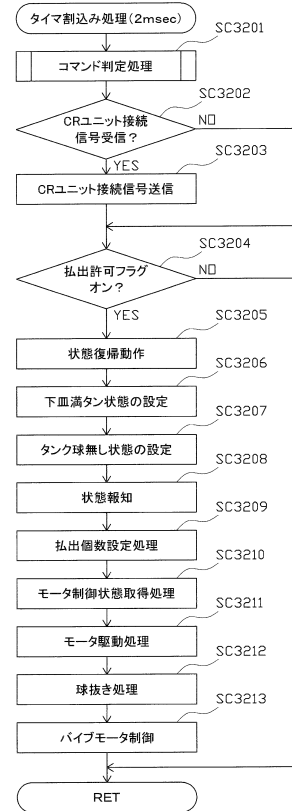 タイマ割込み処理(2msec)
SC3201
コマンド判定処理
SC3202
CRユニット接続
信号受信?
NO
YES
SC3203
CRユニット接続信号送信
SC3204
払出許可フラグ
オン?
NO
YES
SC3205
状態復帰動作
SC3206
下皿満タン状態の設定
SC3207
タンク球無し状態の設定
SC3208
状態報知
SC3209
払出個数設定処理
SC3210
モータ制御状態取得処理
SC3211
モータ駆動処理
SC3212
球抜き処理
SC3213
バイブモータ制御
RET